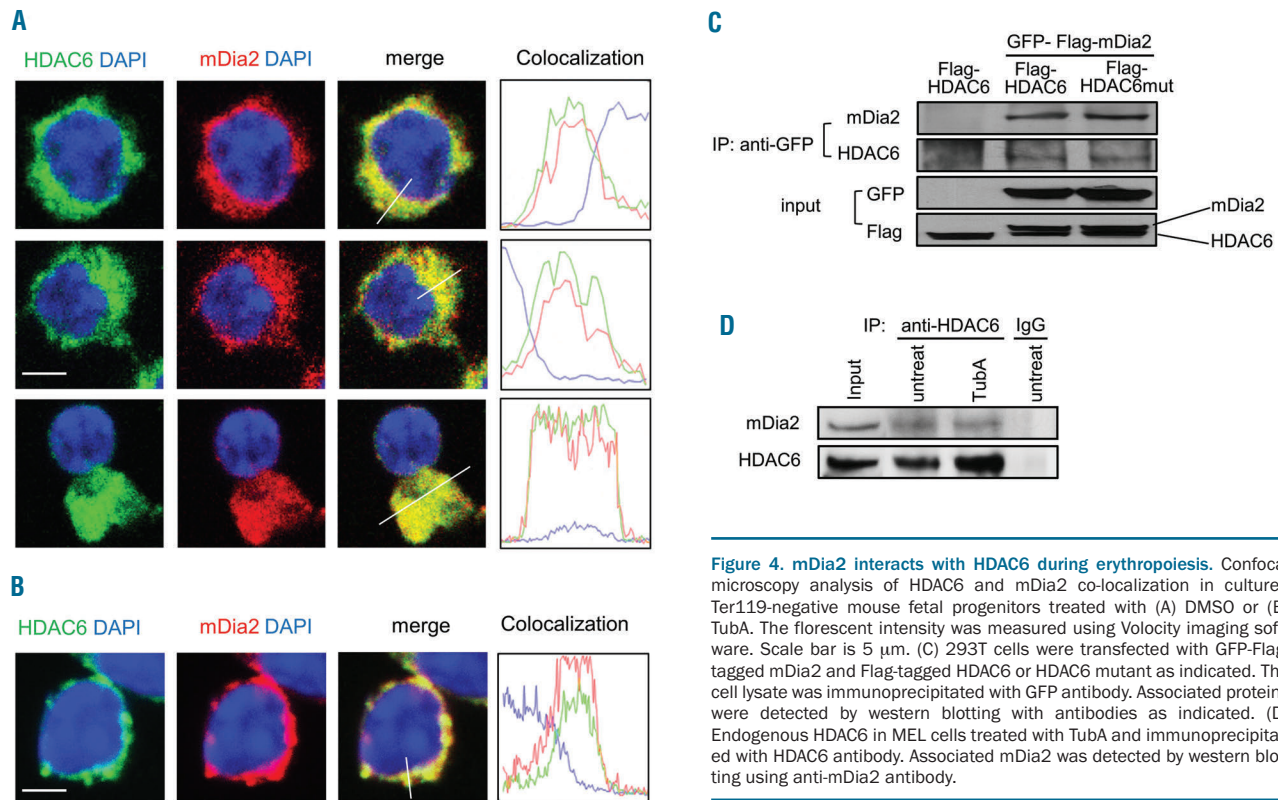 A
HDAC6 DAPI
mDia2 DAPI
merge
Colocalization
B
HDAC6 DAPI
mDia2 DAPI
merge
Colocalization
C
GFP- Flag-mDia2
Flag-
HDAC6
Flag-
HDAC6
Flag-
HDAC6mut
IP: anti-GFP
mDia2
HDAC6
input
GFP
Flag
mDia2
HDAC6
D
IP:
anti-HDAC6
IgG
Input
untreat
TubA
untreat
mDia2
HDAC6
Figure 4. mDia2 interacts with HDAC6 during erythropoiesis. Confoca
microscopy analysis of HDAC6 and mDia2 co-localization in culture
Ter119-negative mouse fetal progenitors treated with (A) DMSO or (B
TubA. The florescent intensity was measured using Volocity imaging sof
ware. Scale bar is 5 μm. (C) 293T cells were transfected with GFP-Flag
tagged mDia2 and Flag-tagged HDAC6 or HDAC6 mutant as indicated. Th
cell lysate was immunoprecipitated with GFP antibody. Associated protein
were detected by western blotting with antibodies as indicated. (D
Endogenous HDAC6 in MEL cells treated with TubA and immunoprecipita
ed with HDAC6 antibody. Associated mDia2 was detected by western blo
ting using anti-mDia2 antibody.